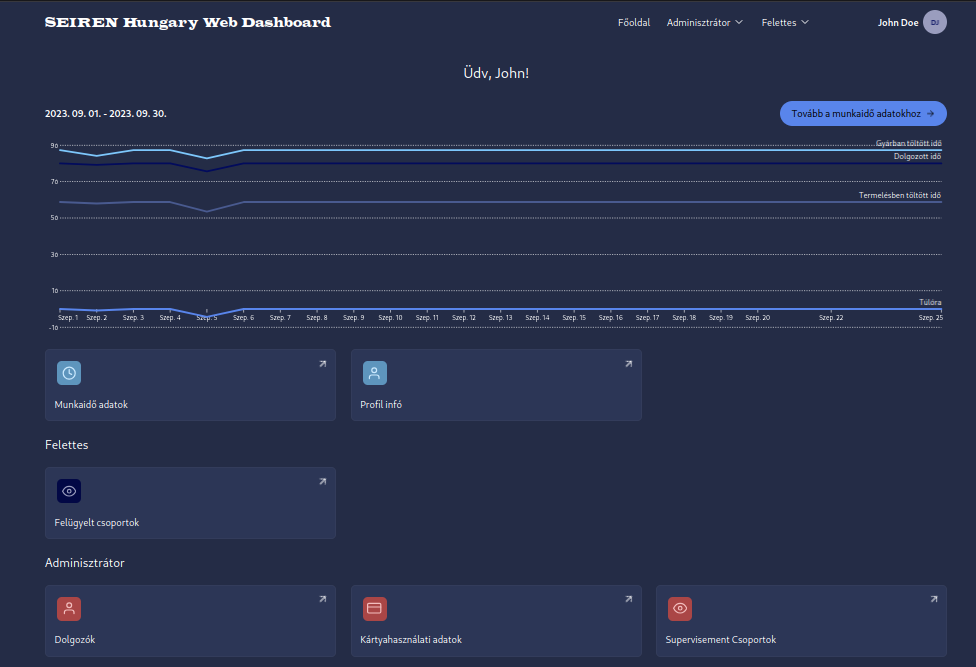 SEIREN Hungary Web Dashboard
Főoldal Adminisztrátor Felettes John Doe DJ
Üdv, John!
2023. 09. 01. - 2023. 09. 30. Tovább a munkaidő adatokhoz →
90 Gyárban töltött idő
Dolgozott idő
70
Termelésben töltött idő
50
30
10
Túlóra
Szep. 1 Szep. 2 Szep. 3 Szep. 4 Szep. 5 Szep. 6 Szep. 7 Szep. 8 Szep. 9 Szep. 10 Szep. 11 Szep. 12 Szep. 13 Szep. 14 Szep. 15 Szep. 16 Szep. 17 Szep. 18 Szep. 19 Szep. 20 Szep. 22 Szep. 25
-10
Munkaidő adatok Profil infó
Felettes
Felügyelt csoportok
Adminisztrátor
Dolgozók Kártyahasználati adatok Supervisement Csoportok